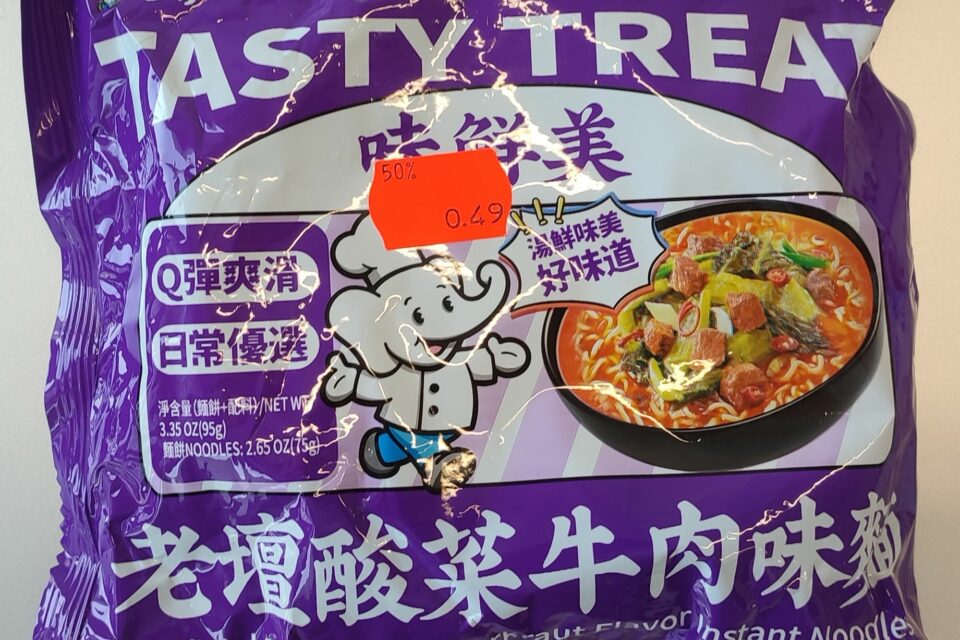 TASTY TREAT
味鮮美
50%
0.49
湯鮮味美
好味道
Q彈爽滑
日常優選
淨含量(麵餅+配料)/NET WT
3.35 OZ(95g)
麵餅NOODLES: 2.65 OZ(75g)
老壇酸菜牛肉味麵
Flavor Instant Noodle